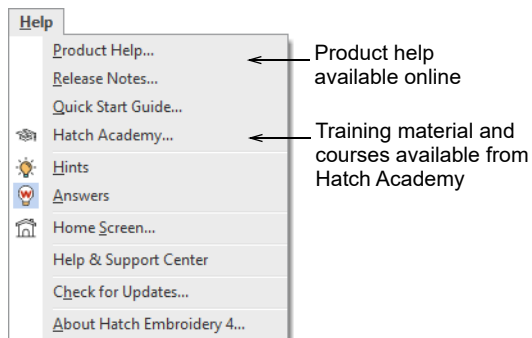 Help
Product Help...
Release Notes...
Quick Start Guide...
Hatch Academy...
Hints
Answers
Home Screen...
Help & Support Center
Check for Updates...
About Hatch Embroidery 4...
Product help
available online
Training material and
courses available from
Hatch Academy